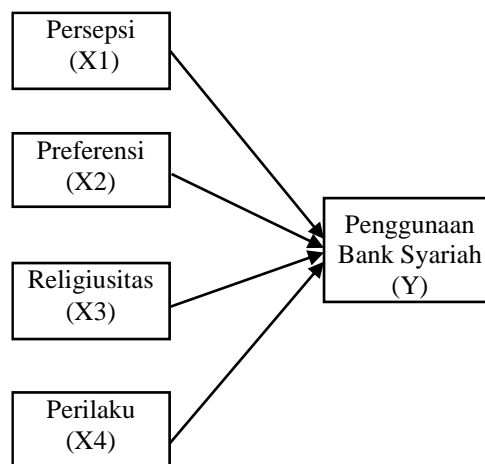 Persepsi
(X1)
Preferensi
(X2)
Penggunaan
Bank Syariah
(Y)
Religiusitas
(X3)
Perilaku
(X4)